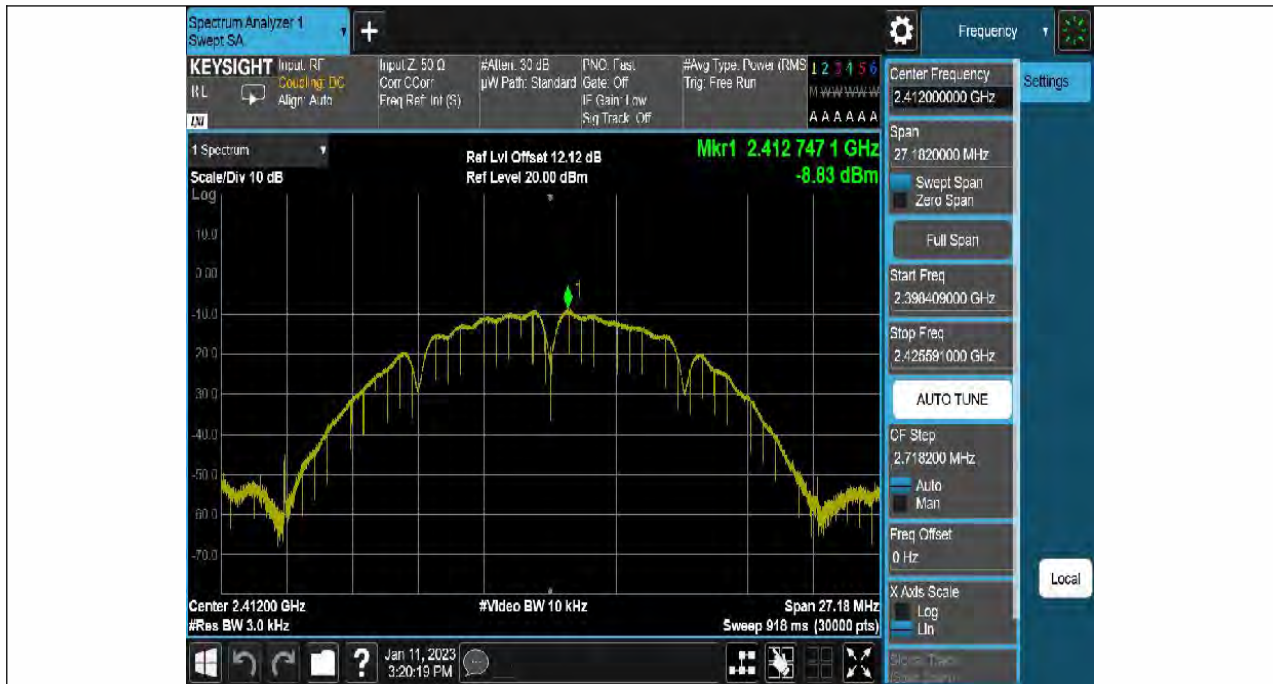 Spectrum Analyzer 1
Swept SA
+
Frequency
KEYSIGHT
RL
LXI
Input: RF
Coupling: DC
Align: Auto
Input Z: 50 Ω
Corr CCorr
Freq Ref: Int (S)
#Atten: 30 dB
µW Path: Standard
PNO: Fast
Gate: Off
IF Gain: Low
Sig Track: Off
#Avg Type: Power (RMS
Trig: Free Run
1 2 3 4 5 6
M W W W W W
A A A A A A
1 Spectrum
Scale/Div 10 dB
Log
Ref Lvl Offset 12.12 dB
Ref Level 20.00 dBm
Mkr1 2.412 747 1 GHz
-8.83 dBm
10.0
0.00
-10.0
-20.0
-30.0
-40.0
-50.0
-60.0
-70.0
1
Center 2.41200 GHz
#Res BW 3.0 kHz
#Video BW 10 kHz
Span 27.18 MHz
Sweep 918 ms (30000 pts)
Center Frequency
2.412000000 GHz
Settings
Span
27.1820000 MHz
Swept Span
Zero Span
Full Span
Start Freq
2.398409000 GHz
Stop Freq
2.425591000 GHz
AUTO TUNE
CF Step
2.718200 MHz
Auto
Man
Freq Offset
0 Hz
X Axis Scale
Log
Lin
Local
Signal Track
(Span Zoom)
?
Jan 11, 2023
3:20:19 PM